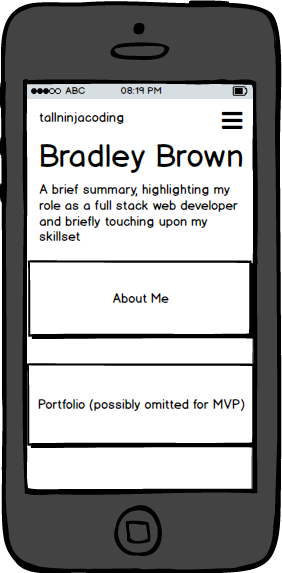 ABC 08:19 PM
tallninjacoding
Bradley Brown
A brief summary, highlighting my
role as a full stack web developer
and briefly touching upon my
skillset
About Me
Portfolio (possibly omitted for MVP)